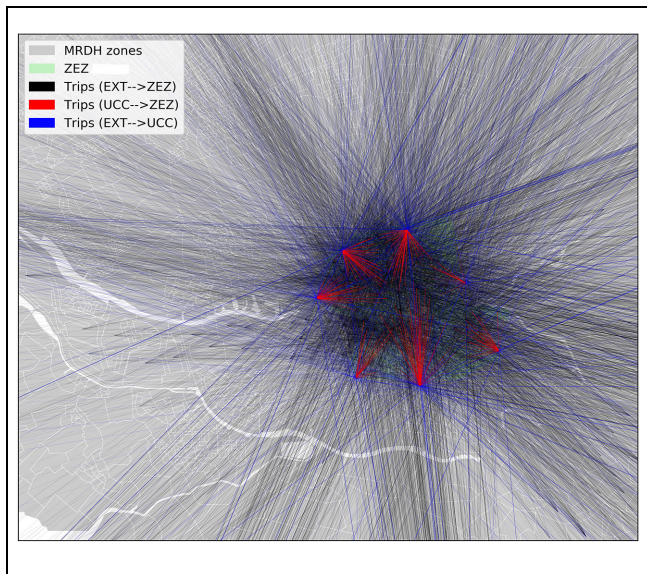 MRDH zones
ZEZ
Trips (EXT-->ZEZ)
Trips (UCC-->ZEZ)
Trips (EXT-->UCC)